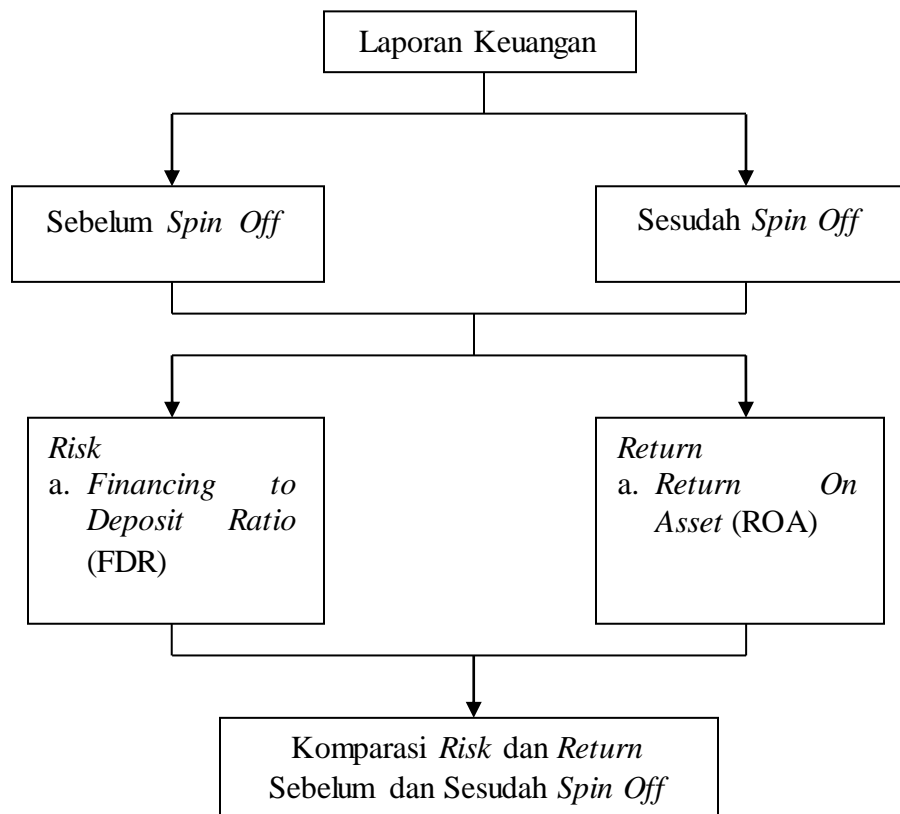 Laporan Keuangan
Sebelum Spin Off
Sesudah Spin Off
Risk
a. Financing to
Deposit Ratio
(FDR)
Return
a. Return On
Asset (ROA)
Komparasi Risk dan Return
Sebelum dan Sesudah Spin Off